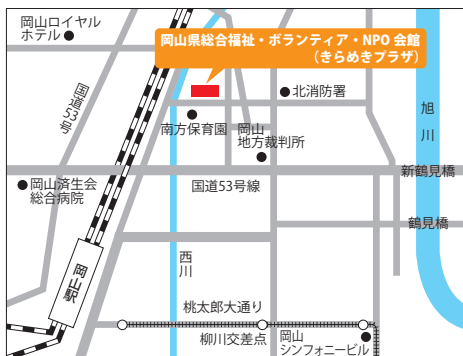 岡山ロイヤル
ホテル
岡山県総合福祉・ボランティア・NPO会館
(きらめきプラザ)
国道53号
北消防署
旭川
南方保育園
岡山
地方裁判所
新鶴見橋
岡山済生会
総合病院
国道53号線
鶴見橋
岡山駅
西川
桃太郎大通り
柳川交差点
岡山
シンフォニービル